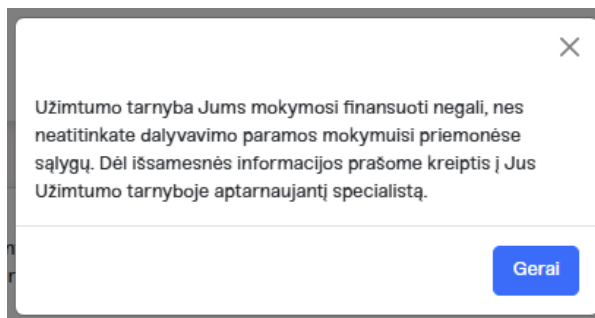 Užimtumo tarnyba Jums mokymosi finansuoti negali, nes
neatitinkate dalyvavimo paramos mokymuisi priemonėse
sąlygų. Dėl išsamesnės informacijos prašome kreiptis į Jus
Užimtumo tarnyboje aptarnaujantį specialistą.
Gerai